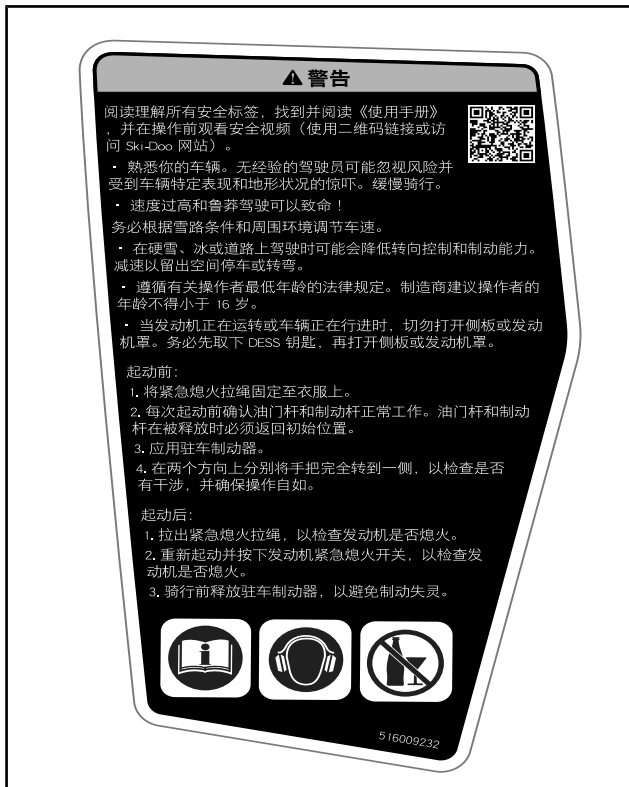 警告
阅读理解所有安全标签，找到并阅读《使用手册》
，并在操作前观看安全视频（使用二维码链接或访
问 Ski-Doo 网站）。
· 熟悉你的车辆。无经验的驾驶员可能忽视风险并
受到车辆特定表现和地形状况的惊吓。缓慢骑行。
· 速度过高和鲁莽驾驶可以致命！
务必根据雪路条件和周围环境调节车速。
· 在硬雪、冰或道路上驾驶时可能会降低转向控制和制动能力。
减速以留出空间停车或转弯。
· 遵循有关操作者最低年龄的法律规定。制造商建议操作者的
年龄不得小于 16 岁。
· 当发动机正在运转或车辆正在行进时，切勿打开侧板或发动
机罩。务必先取下 DESS 钥匙，再打开侧板或发动机罩。
起动前:
1. 将紧急熄火拉绳固定至衣服上。
2. 每次起动前确认油门杆和制动杆正常工作。油门杆和制动
杆在被释放时必须返回初始位置。
3. 应用驻车制动器。
4. 在两个方向上分别将手把完全转到一侧，以检查是否
有干涉，并确保操作自如。
起动后:
1. 拉出紧急熄火拉绳，以检查发动机是否熄火。
2. 重新起动并按下发动机紧急熄火开关，以检查发
动机是否熄火。
3. 骑行前释放驻车制动器，以避免制动失灵。
516009232